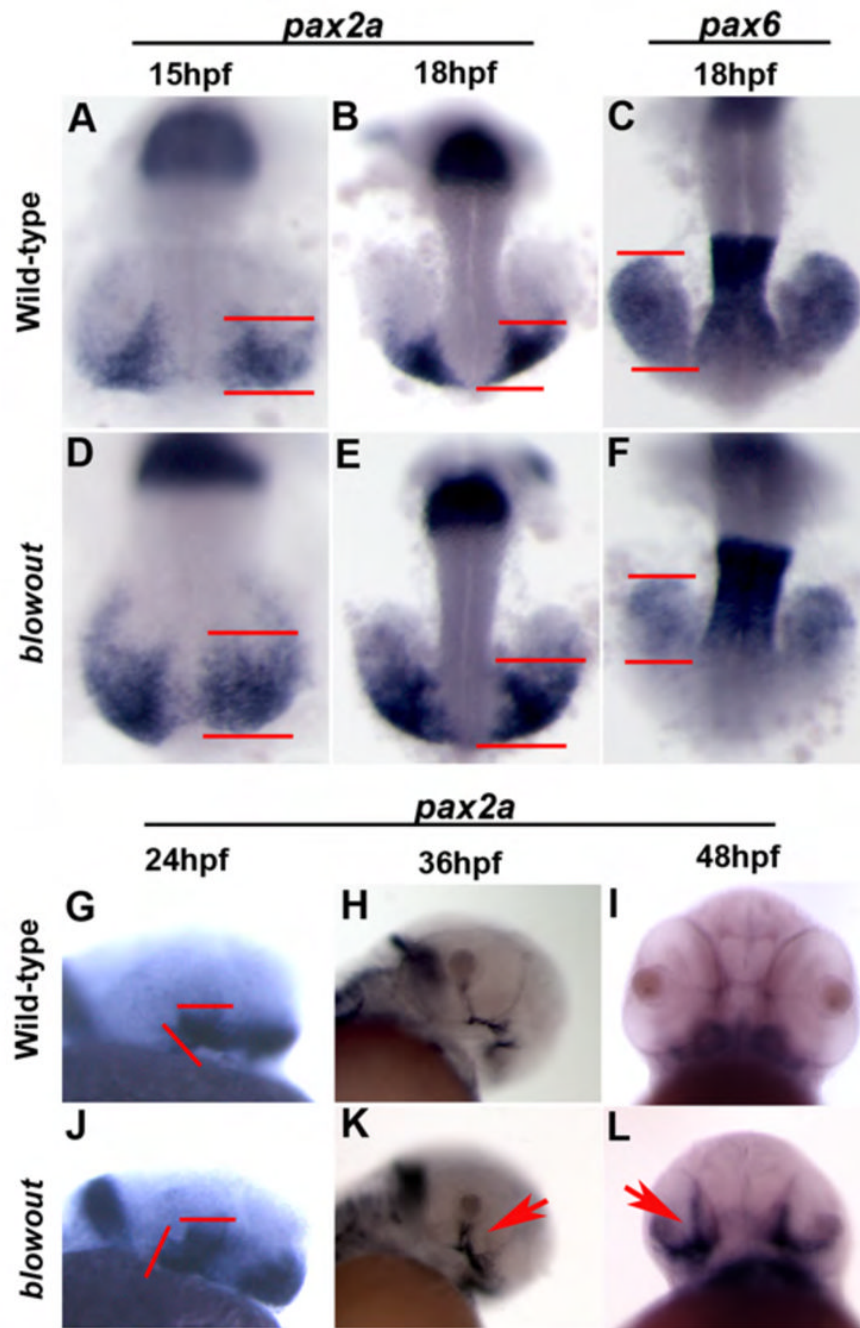 pax2a pax6
15hpf 18hpf 18hpf
Wild-type
A B C
blowout
D E F
pax2a
24hpf 36hpf 48hpf
Wild-type
G H I
blowout
J K L